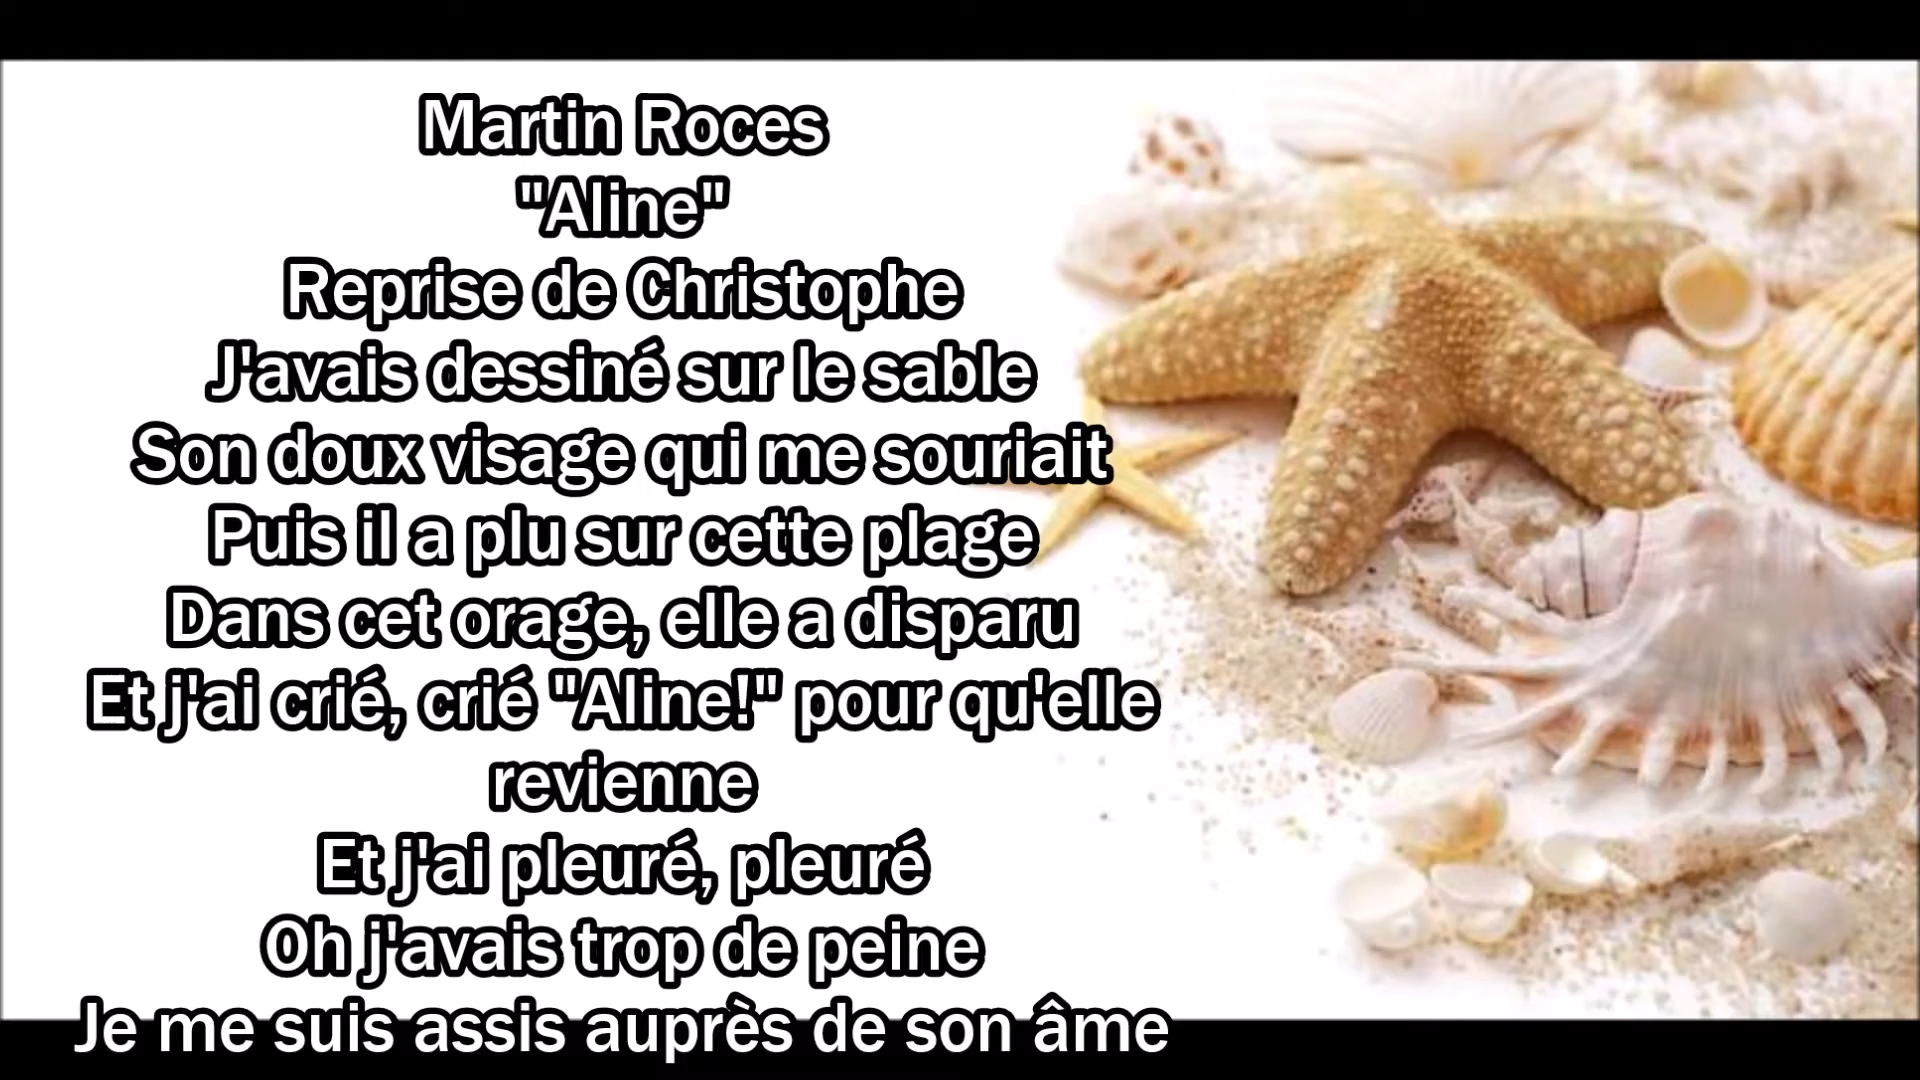 Martin Roces
"Aline"
Reprise de Christophe
J'avais dessiné sur le sable
Son doux visage qui me souriait
Puis il a plu sur cette plage
Dans cet orage, elle a disparu
Et j'ai crié, crié "Aline!" pour qu'elle
revienne
Et j'ai pleuré, pleuré
Oh j'avais trop de peine
Je me suis assis auprès de son âme